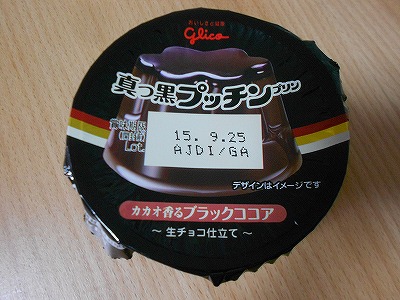 おいしさと健康
glico
真っ黒プッチンプリン
賞味期限
(開封前)
Lot.
15. 9.25
AJDI/GA
デザインはイメージです
カカオ香るブラックココア
〜 生チョコ仕立て 〜